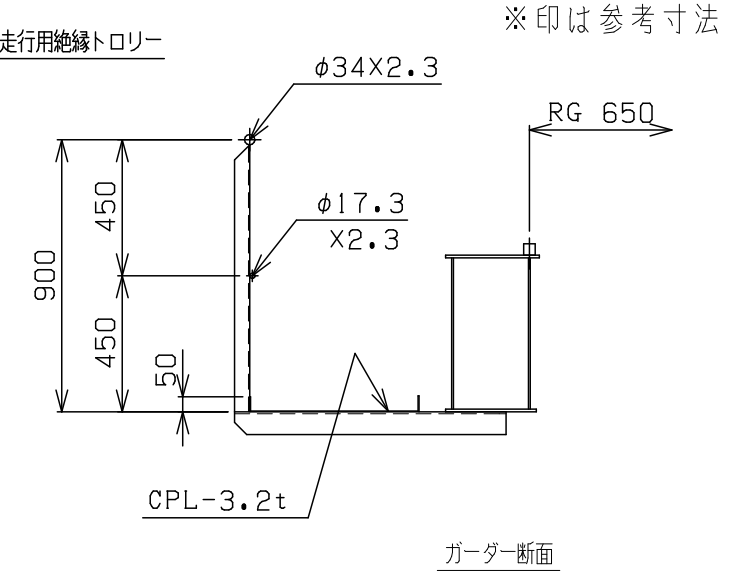 ※印は参考寸法
走行用絶縁トロリー
φ34X2.3
RG 650
450
φ17.3
X2.3
900
450
50
CPL-3.2t
ガーダー断面